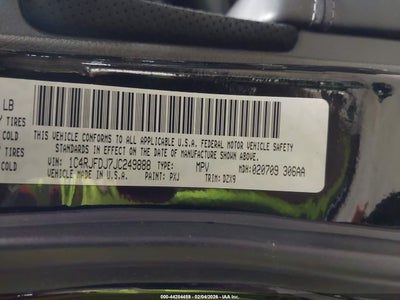 LB
TIRES
COLD
TIRES
COLD
THIS VEHICLE CONFORMS TO ALL APPLICABLE U.S.A. FEDERAL MOTOR VEHICLE SAFETY
STANDARDS IN EFFECT ON THE DATE OF MANUFACTURE SHOWN ABOVE.
VIN: 1C4RJFDJ7JC249888 TYPE: MPV MDH: 020709 306AA
VEHICLE MADE IN U.S.A. PAINT: PXJ TRIM: DZX9
000-44284459 - 02/04/2026 - IAA Inc.